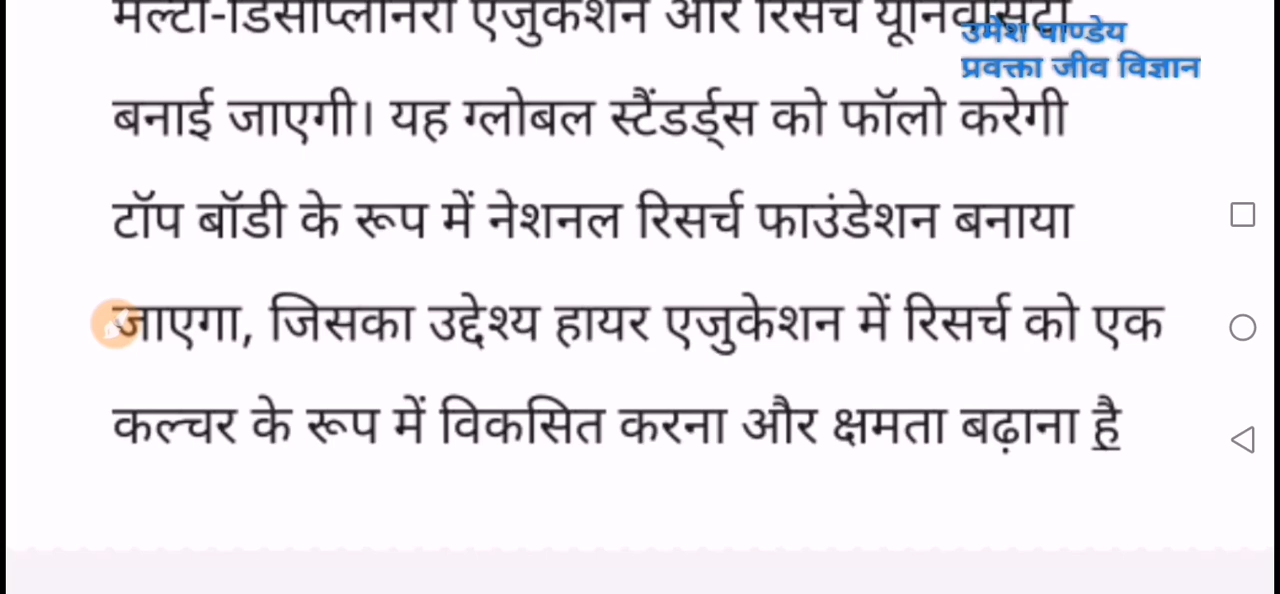 मल्टी-डिसीप्लिनरी एजुकेशन और रिसर्च यूनिवर्सिटी
उमेश पाण्डेय
प्रवक्ता जीव विज्ञान
बनाई जाएगी। यह ग्लोबल स्टैंडर्ड्स को फॉलो करेगी
टॉप बॉडी के रूप में नेशनल रिसर्च फाउंडेशन बनाया
जाएगा, जिसका उद्देश्य हायर एजुकेशन में रिसर्च को एक
कल्चर के रूप में विकसित करना और क्षमता बढ़ाना है